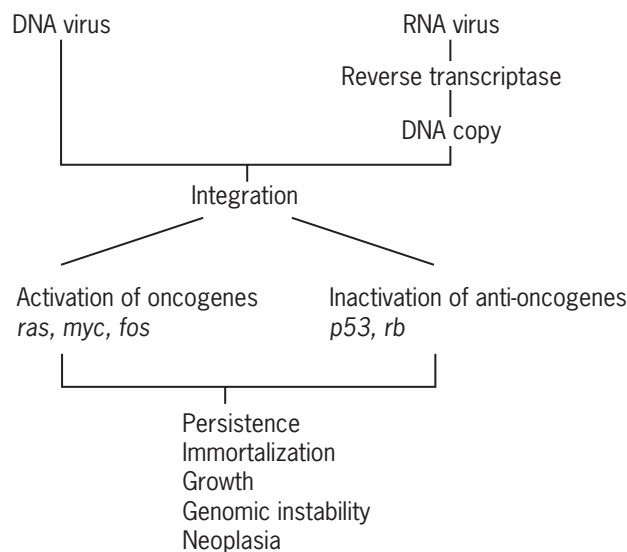 DNA virus
RNA virus
Reverse transcriptase
DNA copy
Integration
Activation of oncogenes
ras, myc, fos
Inactivation of anti-oncogenes
p53, rb
Persistence
Immortalization
Growth
Genomic instability
Neoplasia